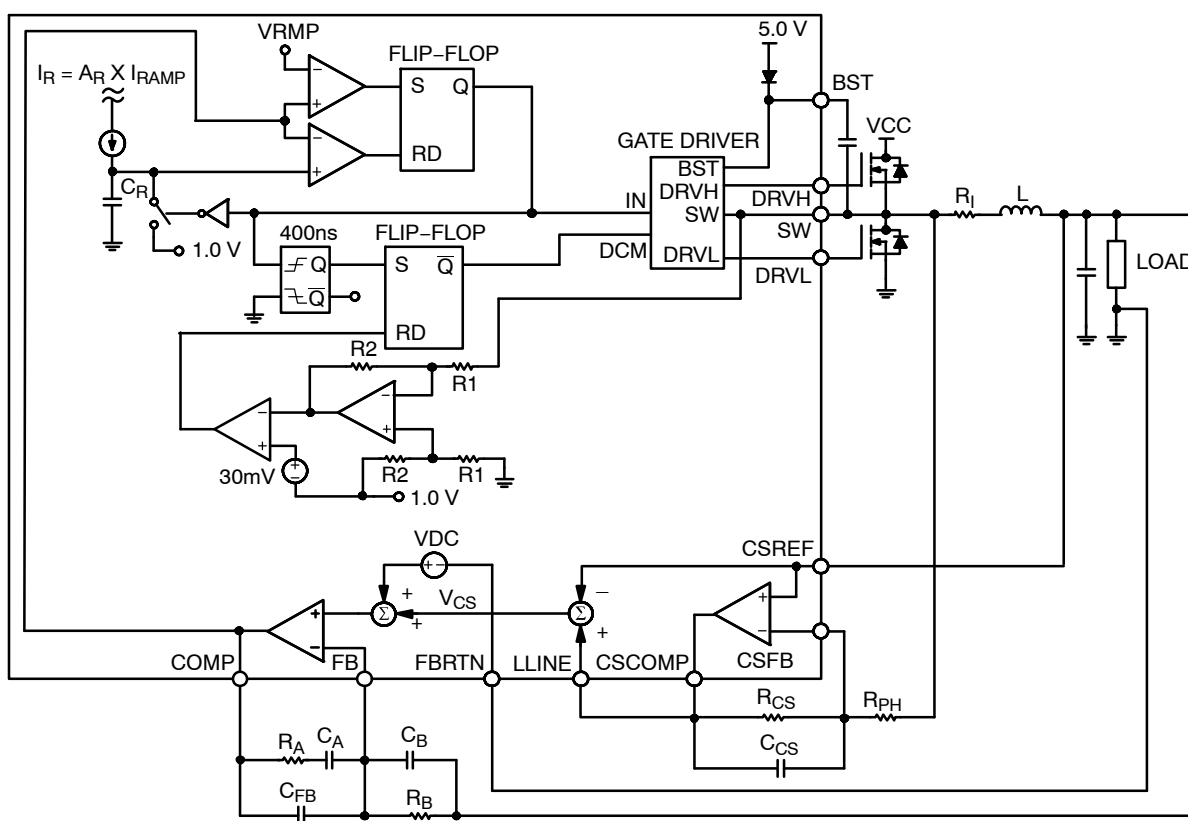 5.0 V
VRMP
FLIP–FLOP
I_R = A_R X I_RAMP
BST
S
Q
VCC
GATE DRIVER
RD
BST
C_R
DRVH
DRVH
IN
SW
SW
R_I
L
1.0 V
400ns
FLIP–FLOP
DCM
DRVL
DRVL
LOAD
Q
S
Q̅
Q̅
RD
R2
R1
R2
R1
30mV
1.0 V
VDC
CSREF
V_CS
Σ
Σ
COMP
FB
FBRTN
LLINE
CSCOMP
CSFB
R_CS
R_PH
R_A
C_A
C_B
C_CS
C_FB
R_B